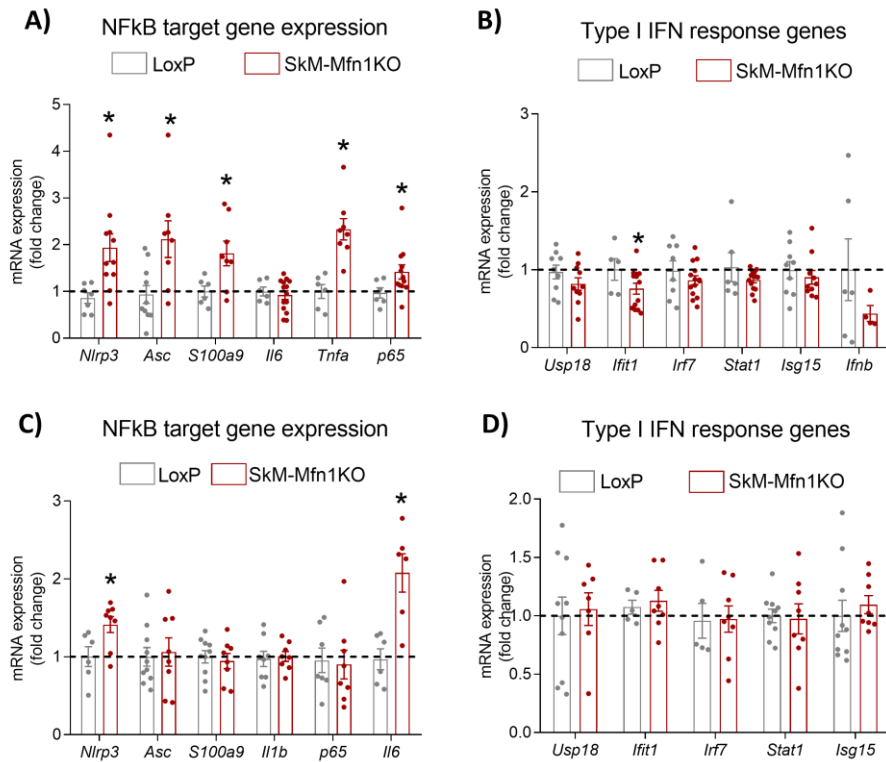 A) NFkB target gene expression
LoxP SkM-Mfn1KO
mRNA expression
(fold change)
5
4
3
2
1
0
* * * * *
Nlrp3 Asc S100a9 Il6 Tnfa p65
B) Type I IFN response genes
LoxP SkM-Mfn1KO
mRNA expression
(fold change)
3
2
1
0
*
Usp18 Ifit1 Irf7 Stat1 Isg15 Ifnb
C) NFkB target gene expression
LoxP SkM-Mfn1KO
mRNA expression
(fold change)
3
2
1
0
* *
Nlrp3 Asc S100a9 Il1b p65 Il6
D) Type I IFN response genes
LoxP SkM-Mfn1KO
mRNA expression
(fold change)
2.0
1.5
1.0
0.5
0.0
Usp18 Ifit1 Irf7 Stat1 Isg15